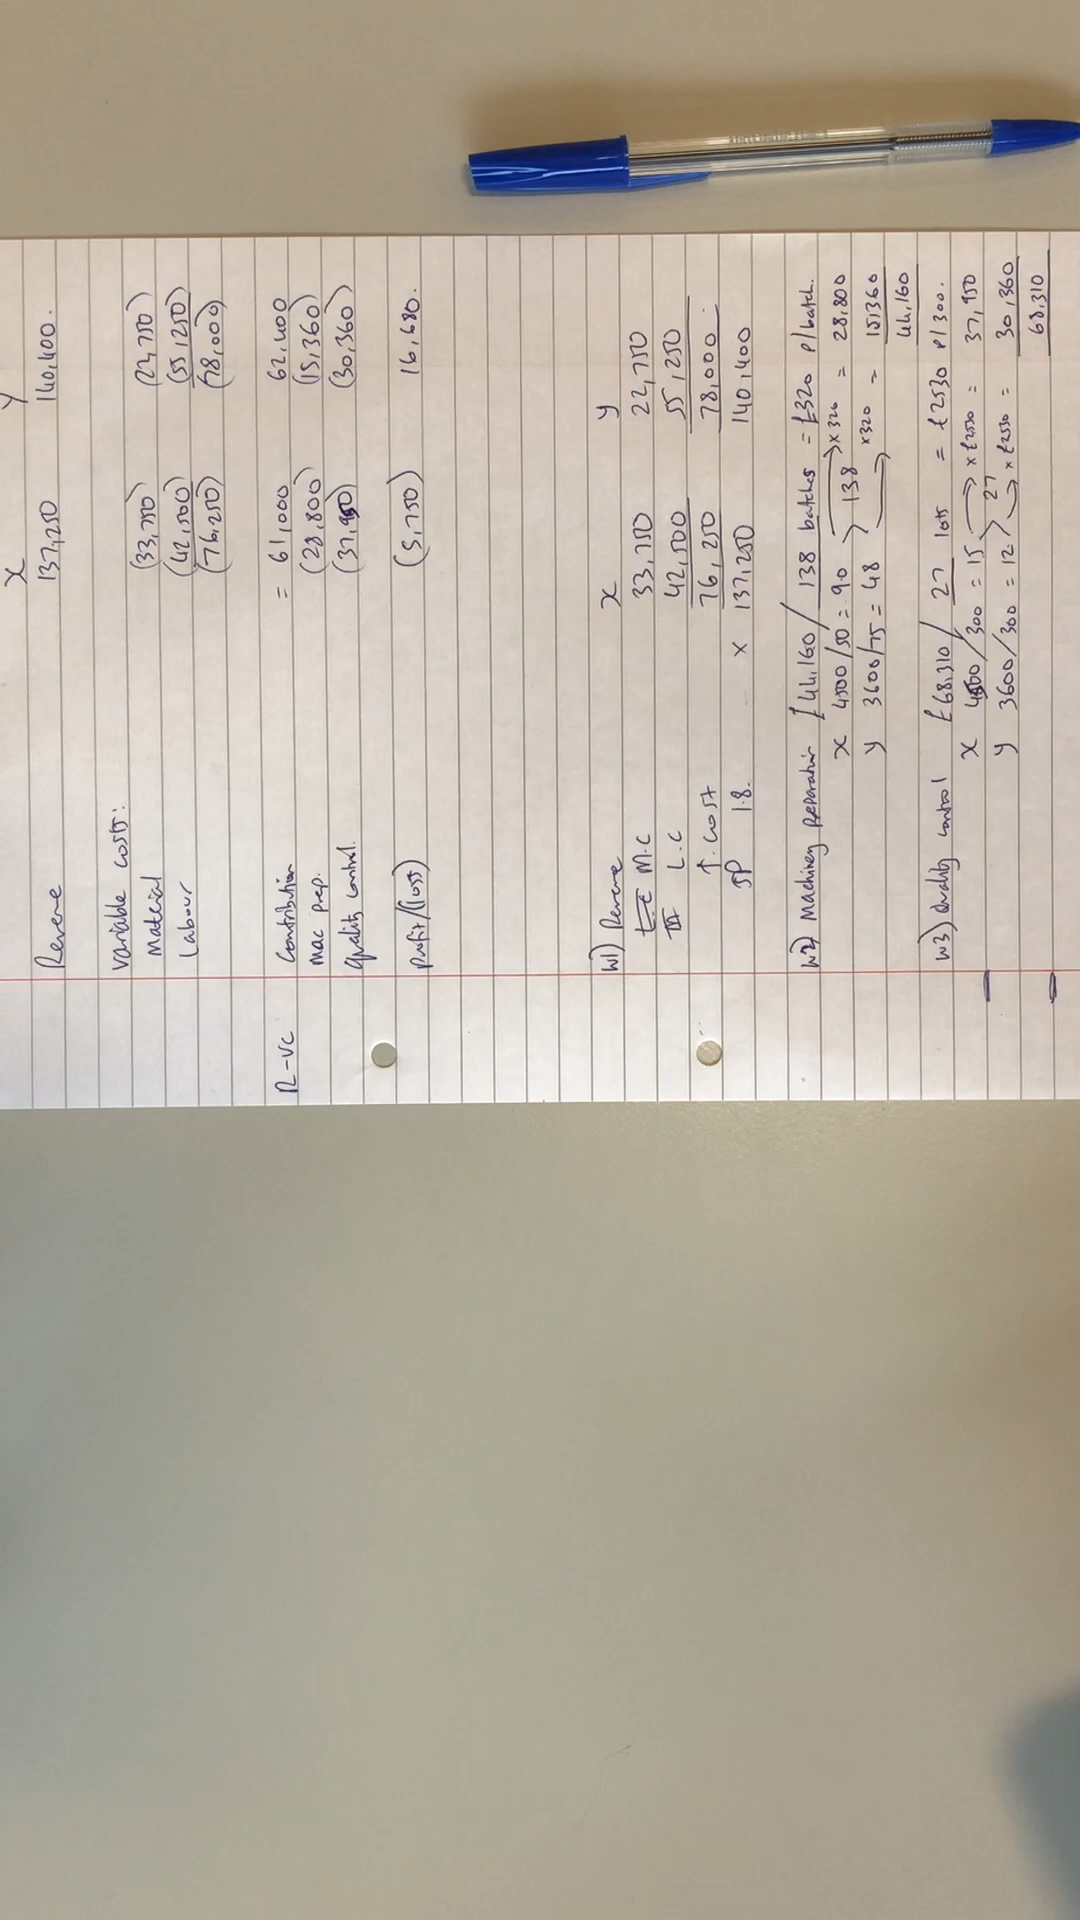 x y
Revenue 137,250 140,400.
Variable costs:
Material (33,750) (22,750)
Labour (42,500) (55,250)
(76,250) (78,000)
R-VC Contribution = 61,000 62,400
mac prep. (28,800) (15,360)
Quality control. (37,950) (30,360)
Profit/(loss) (5,750) 16,680.
W1) Revenue x y
M.C 33,750 22,750
L.C 42,500 55,250
T. Cost 76,250 78,000.
SP 1.8. x 137,250 140,400
W2) Machinery preparation £44,160 / 138 batches = £320 p/batch.
x 4500/50 = 90 x320 = 28,800
138
y 3600/75 = 48 x320 = 15,360
44,160
W3) Quality control £68,310 / 27 lots = £2530 p/300.
x 4500/300 = 15 x £2530 = 37,950
27
y 3600/300 = 12 x £2530 = 30,360
68,310